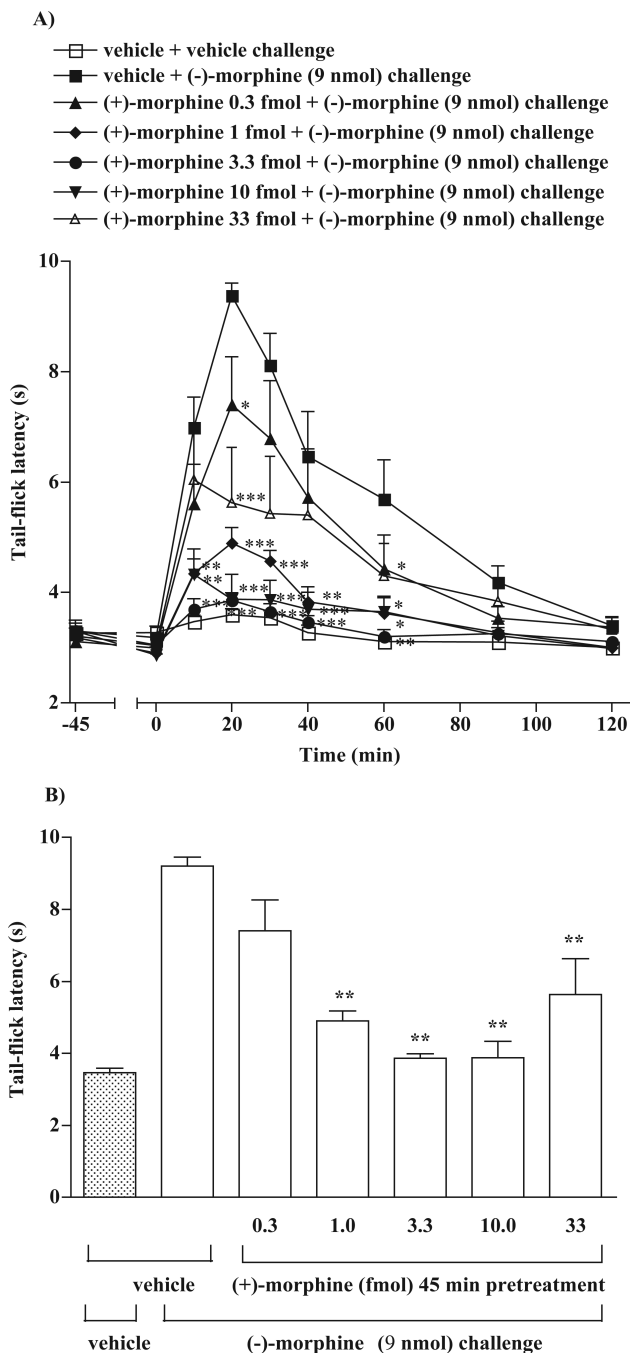 A)
vehicle + vehicle challenge
vehicle + (-)-morphine (9 nmol) challenge
(+)-morphine 0.3 fmol + (-)-morphine (9 nmol) challenge
(+)-morphine 1 fmol + (-)-morphine (9 nmol) challenge
(+)-morphine 3.3 fmol + (-)-morphine (9 nmol) challenge
(+)-morphine 10 fmol + (-)-morphine (9 nmol) challenge
(+)-morphine 33 fmol + (-)-morphine (9 nmol) challenge
10
8
6
4
2
Tail-flick latency (s)
*
***
***
***
**
**
***
***
**
*
*
***
***
***
***
*
**
-45 0 20 40 60 80 100 120
Time (min)
B)
10
8
6
4
2
0
Tail-flick latency (s)
** ** ** **
0.3 1.0 3.3 10.0 33
vehicle (+)-morphine (fmol) 45 min pretreatment
vehicle (-)-morphine (9 nmol) challenge